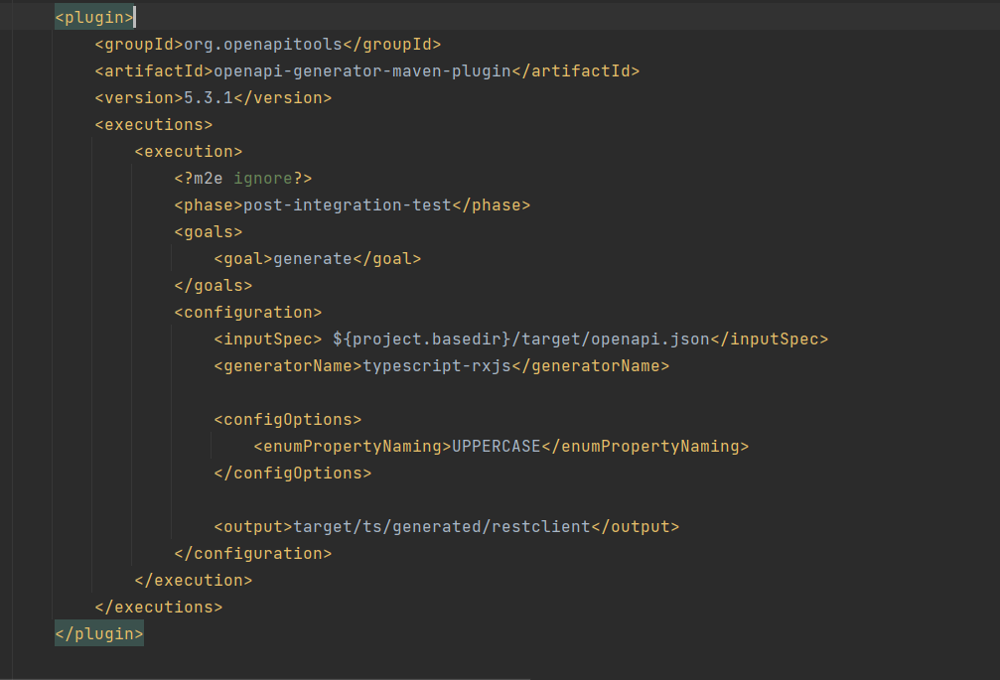 <plugin>
<groupId>org.openapitools</groupId>
<artifactId>openapi-generator-maven-plugin</artifactId>
<version>5.3.1</version>
<executions>
<execution>
<?m2e ignore?>
<phase>post-integration-test</phase>
<goals>
<goal>generate</goal>
</goals>
<configuration>
<inputSpec> ${project.basedir}/target/openapi.json</inputSpec>
<generatorName>typescript-rxjs</generatorName>
<configOptions>
<enumPropertyNaming>UPPERCASE</enumPropertyNaming>
</configOptions>
<output>target/ts/generated/restclient</output>
</configuration>
</execution>
</executions>
</plugin>